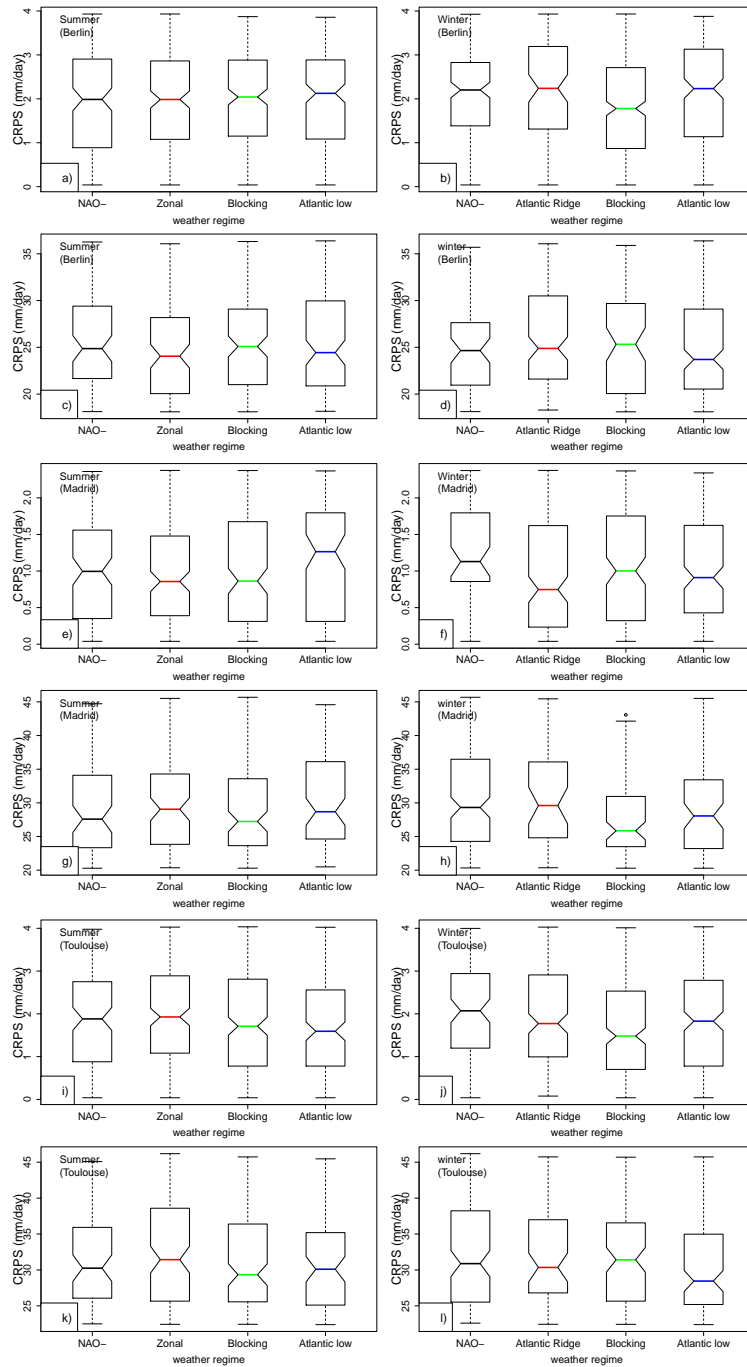 Summer
(Berlin)
CRPS (mm/day)
4
3
2
1
0
a)
NAO− Zonal Blocking Atlantic low
weather regime
Winter
(Berlin)
CRPS (mm/day)
4
3
2
1
0
b)
NAO− Atlantic Ridge Blocking Atlantic low
weather regime
Summer
(Berlin)
CRPS (mm/day)
35
30
25
20
c)
NAO− Zonal Blocking Atlantic low
weather regime
winter
(Berlin)
CRPS (mm/day)
35
30
25
20
d)
NAO− Atlantic Ridge Blocking Atlantic low
weather regime
Summer
(Madrid)
CRPS (mm/day)
2.0
1.5
1.0
0.5
0.0
e)
NAO− Zonal Blocking Atlantic low
weather regime
Winter
(Madrid)
CRPS (mm/day)
2.0
1.5
1.0
0.5
0.0
f)
NAO− Atlantic Ridge Blocking Atlantic low
weather regime
Summer
(Madrid)
CRPS (mm/day)
45
40
35
30
25
20
g)
NAO− Zonal Blocking Atlantic low
weather regime
winter
(Madrid)
CRPS (mm/day)
45
40
35
30
25
20
h)
NAO− Atlantic Ridge Blocking Atlantic low
weather regime
Summer
(Toulouse)
CRPS (mm/day)
4
3
2
1
0
i)
NAO− Zonal Blocking Atlantic low
weather regime
Winter
(Toulouse)
CRPS (mm/day)
4
3
2
1
0
j)
NAO− Atlantic Ridge Blocking Atlantic low
weather regime
Summer
(Toulouse)
CRPS (mm/day)
45
40
35
30
25
k)
NAO− Zonal Blocking Atlantic low
weather regime
winter
(Toulouse)
CRPS (mm/day)
45
40
35
30
25
l)
NAO− Atlantic Ridge Blocking Atlantic low
weather regime